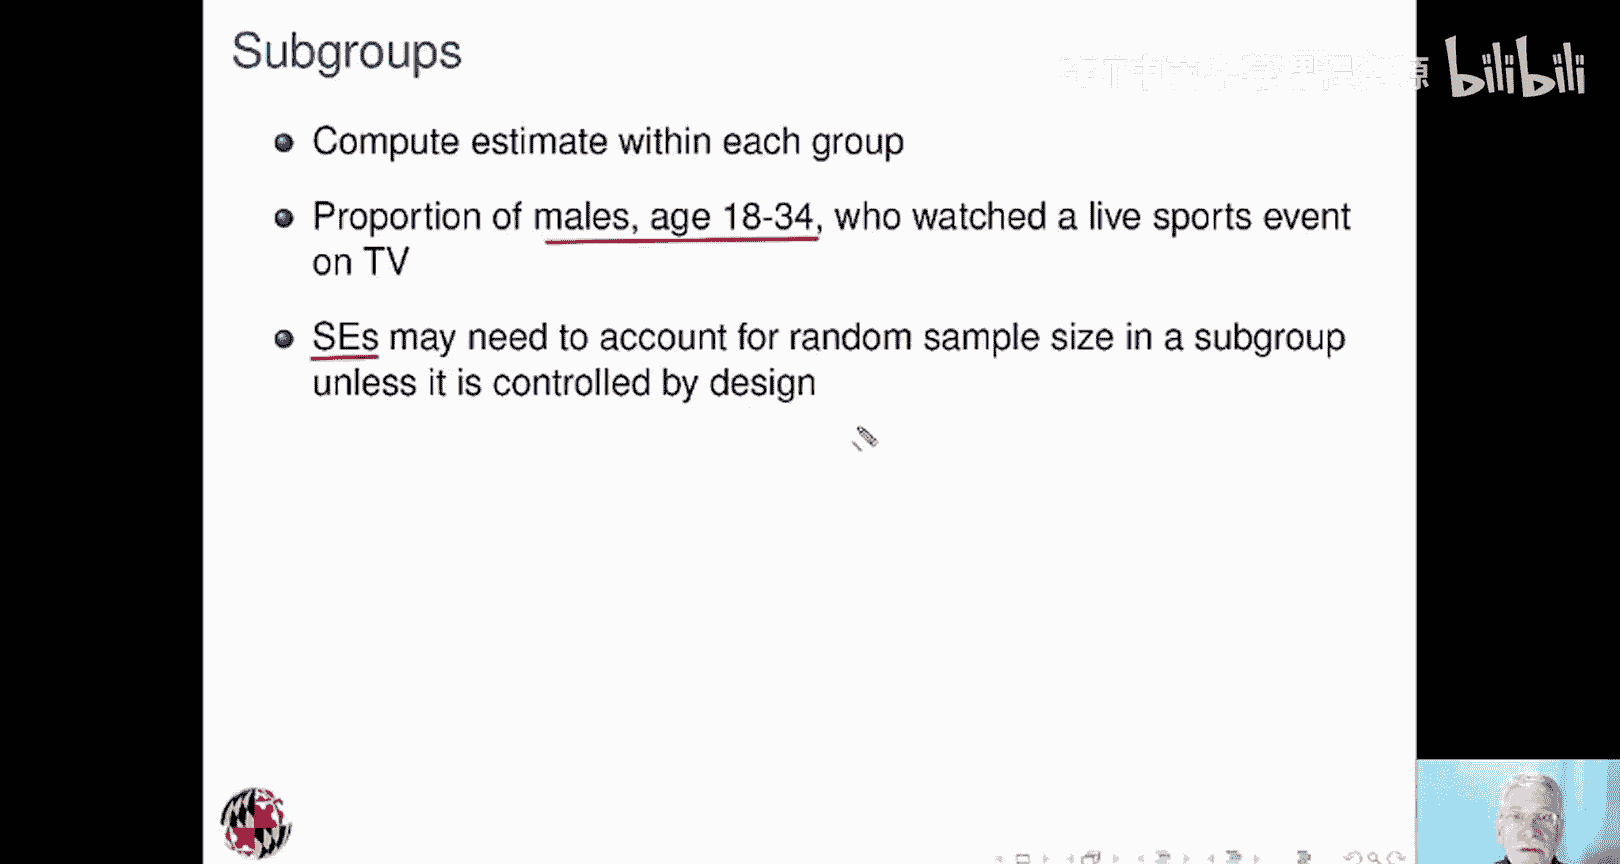 Subgroups
bilibili
Compute estimate within each group
Proportion of males, age 18-34, who watched a live sports event
on TV
SEs may need to account for random sample size in a subgroup
unless it is controlled by design